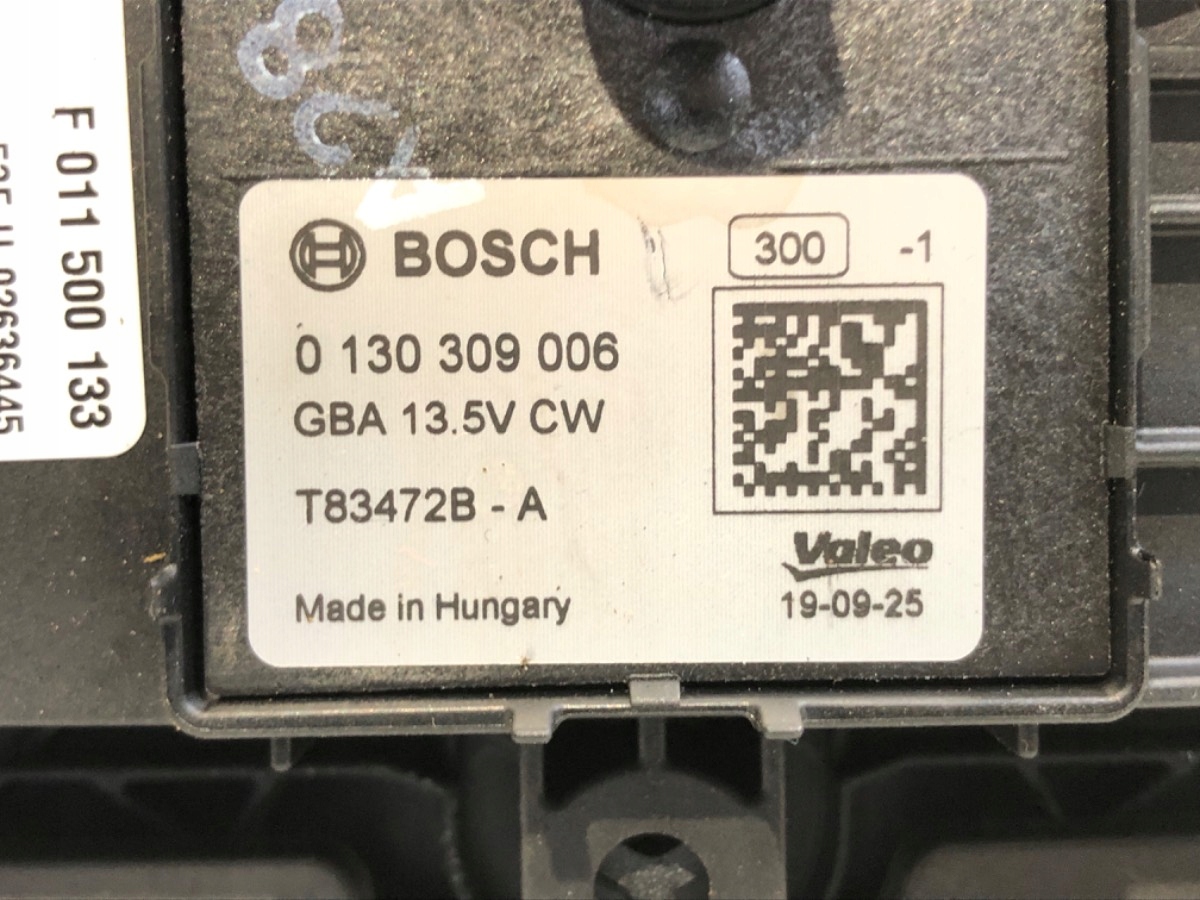 BOSCH
300
-1
0 130 309 006
GBA 13.5V CW
T83472B - A
Valeo
Made in Hungary
19-09-25
F 011 500 133